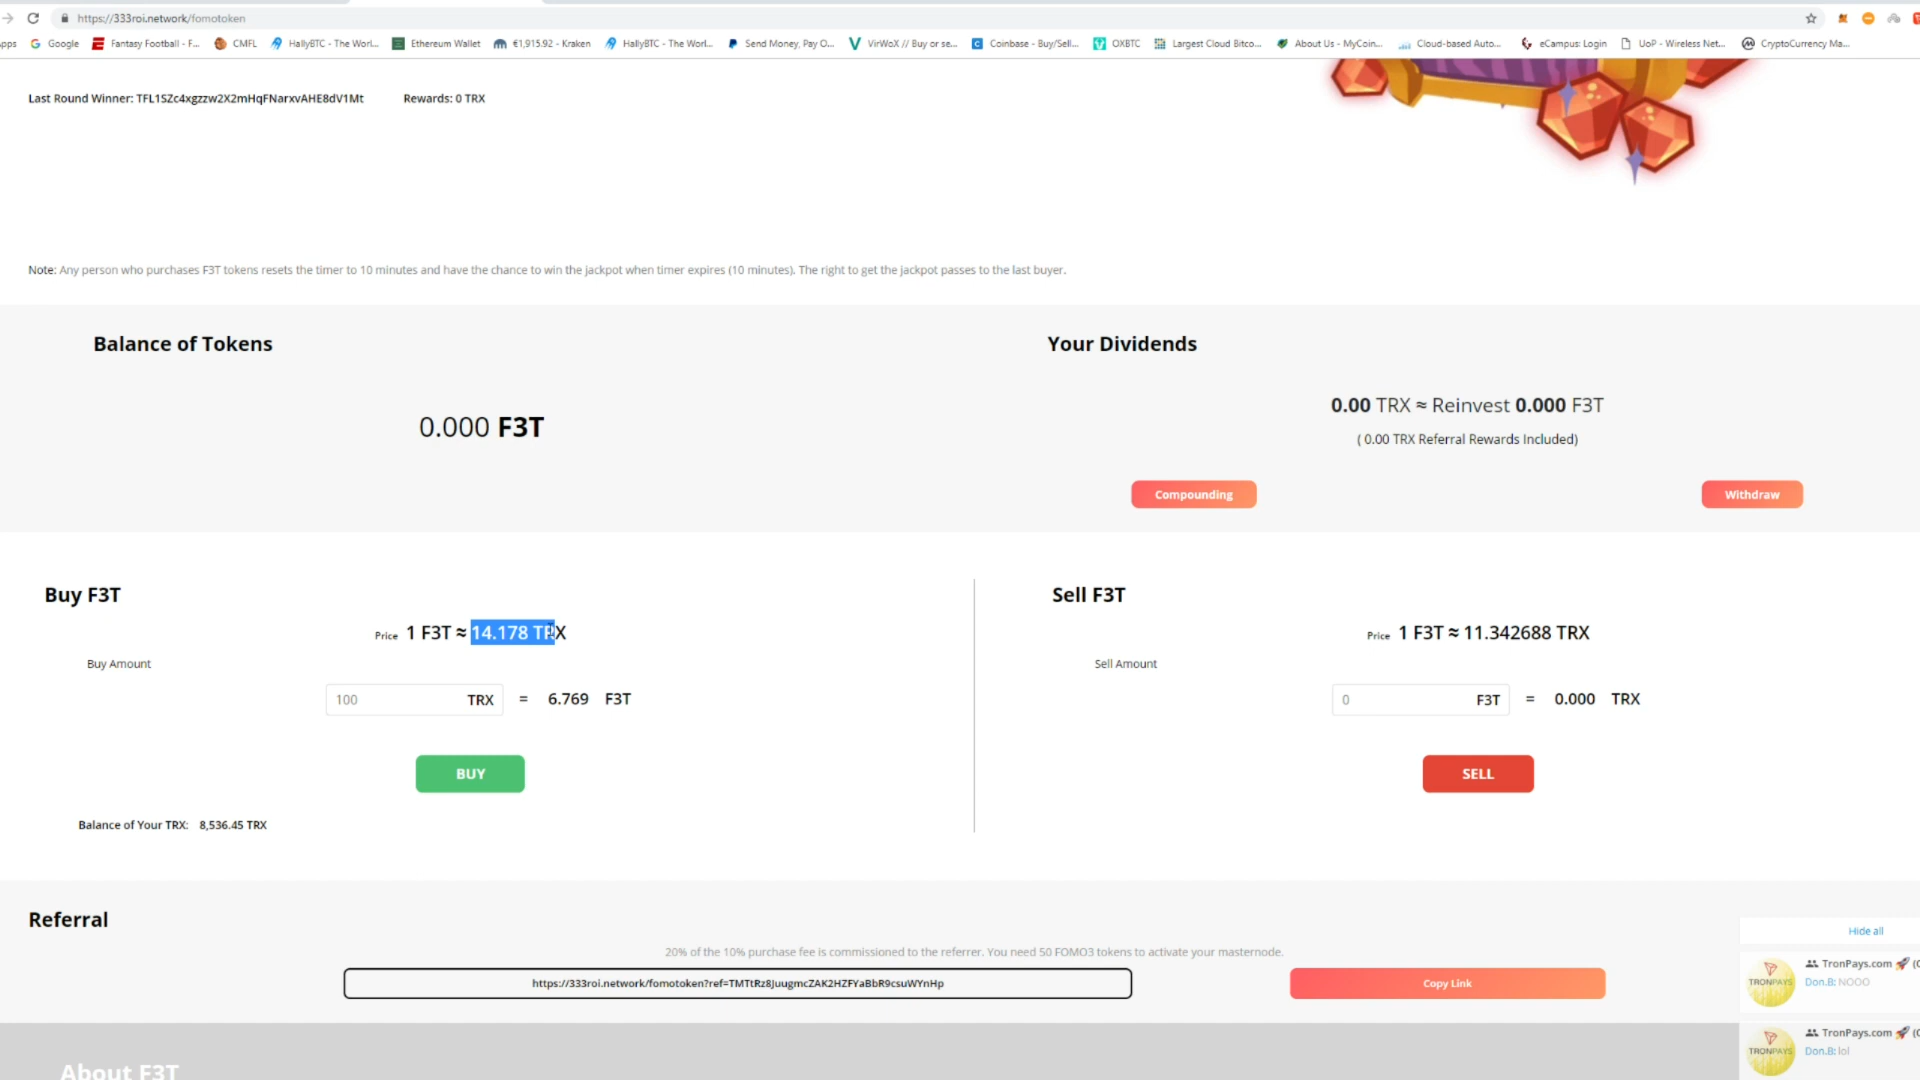 https://333roi.network/fomotoken
pps Google Fantasy Football - F... CMFL HallyBTC - The Worl... Ethereum Wallet €1,915.92 - Kraken HallyBTC - The Worl... Send Money, Pay O... VirWoX // Buy or se... Coinbase - Buy/Sell... OXBTC Largest Cloud Bitco... About Us - MyCoin... Cloud-based Auto... eCampus: Login UoP - Wireless Net... CryptoCurrency Ma...
Last Round Winner: TFL1SZc4xgzzw2X2mHqFNarxvAHE8dV1Mt Rewards: 0 TRX
Note: Any person who purchases F3T tokens resets the timer to 10 minutes and have the chance to win the jackpot when timer expires (10 minutes). The right to get the jackpot passes to the last buyer.
Balance of Tokens
Your Dividends
0.000 F3T
0.00 TRX ≈ Reinvest 0.000 F3T
( 0.00 TRX Referral Rewards Included)
Compounding
Withdraw
Buy F3T
Sell F3T
Price 1 F3T ≈ 14.178 TRX
Price 1 F3T ≈ 11.342688 TRX
Buy Amount
Sell Amount
100 TRX = 6.769 F3T
0 F3T = 0.000 TRX
BUY
SELL
Balance of Your TRX: 8,536.45 TRX
Referral
20% of the 10% purchase fee is commissioned to the referrer. You need 50 FOMO3 tokens to activate your masternode.
https://333roi.network/fomotoken?ref=TMTtRz8JuugmcZAK2HZFYaBbR9csuWYnHp
Copy Link
Hide all
TronPays.com
TRONPAYS
Don.B: NOOO
TronPays.com
TRONPAYS
Don.B: lol
About F3T